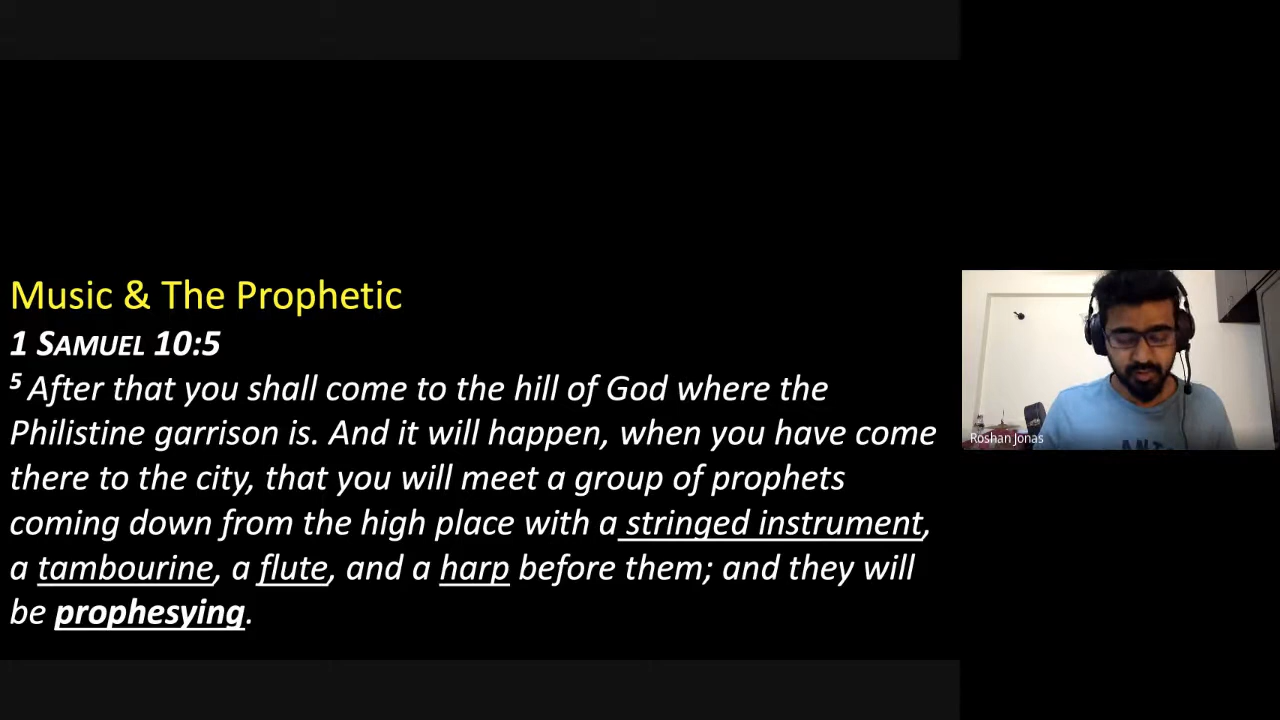 Music & The Prophetic
1 SAMUEL 10:5
5 After that you shall come to the hill of God where the
Philistine garrison is. And it will happen, when you have come
there to the city, that you will meet a group of prophets
coming down from the high place with a stringed instrument,
a tambourine, a flute, and a harp before them; and they will
be prophesying.
Roshan Jonas
ANT